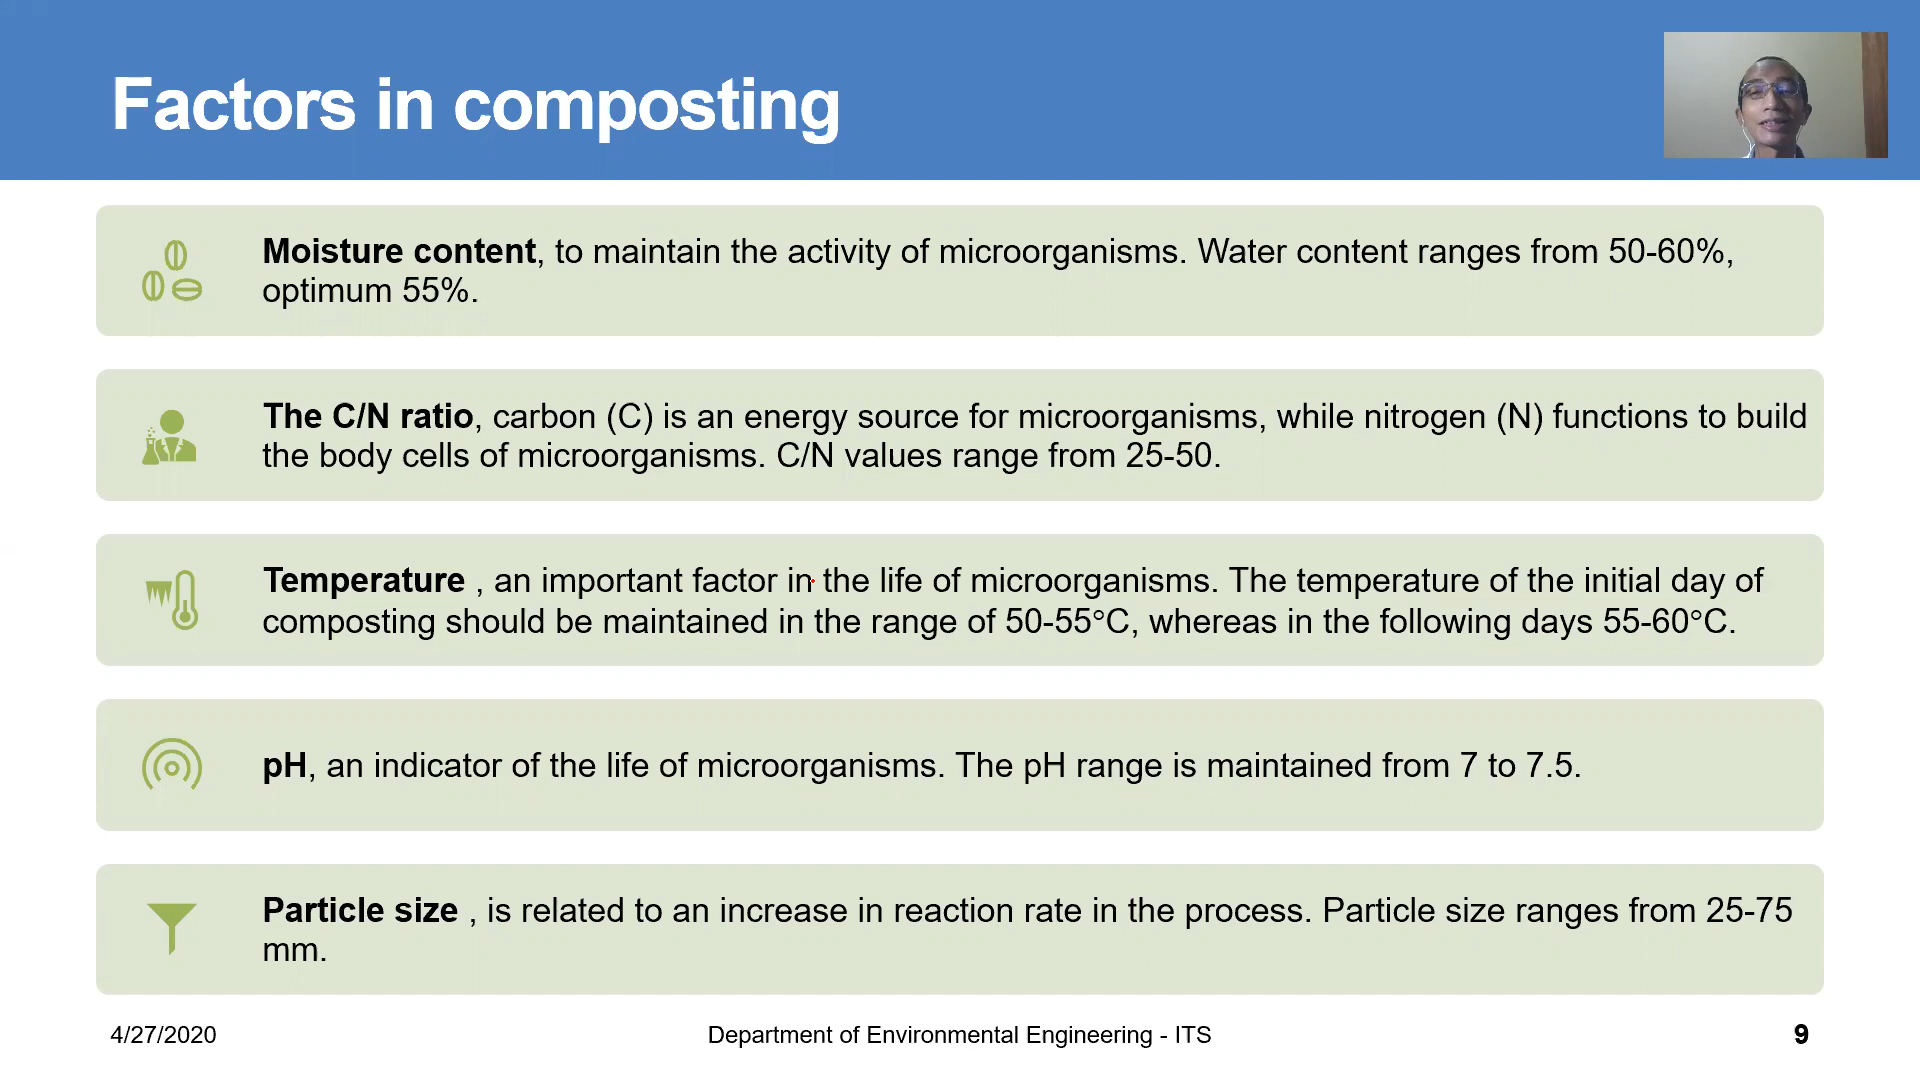 Factors in composting
Moisture content, to maintain the activity of microorganisms. Water content ranges from 50-60%,
optimum 55%.
The C/N ratio, carbon (C) is an energy source for microorganisms, while nitrogen (N) functions to build
the body cells of microorganisms. C/N values range from 25-50.
Temperature , an important factor in the life of microorganisms. The temperature of the initial day of
composting should be maintained in the range of 50-55°C, whereas in the following days 55-60°C.
pH, an indicator of the life of microorganisms. The pH range is maintained from 7 to 7.5.
Particle size , is related to an increase in reaction rate in the process. Particle size ranges from 25-75
mm.
4/27/2020
Department of Environmental Engineering - ITS
9